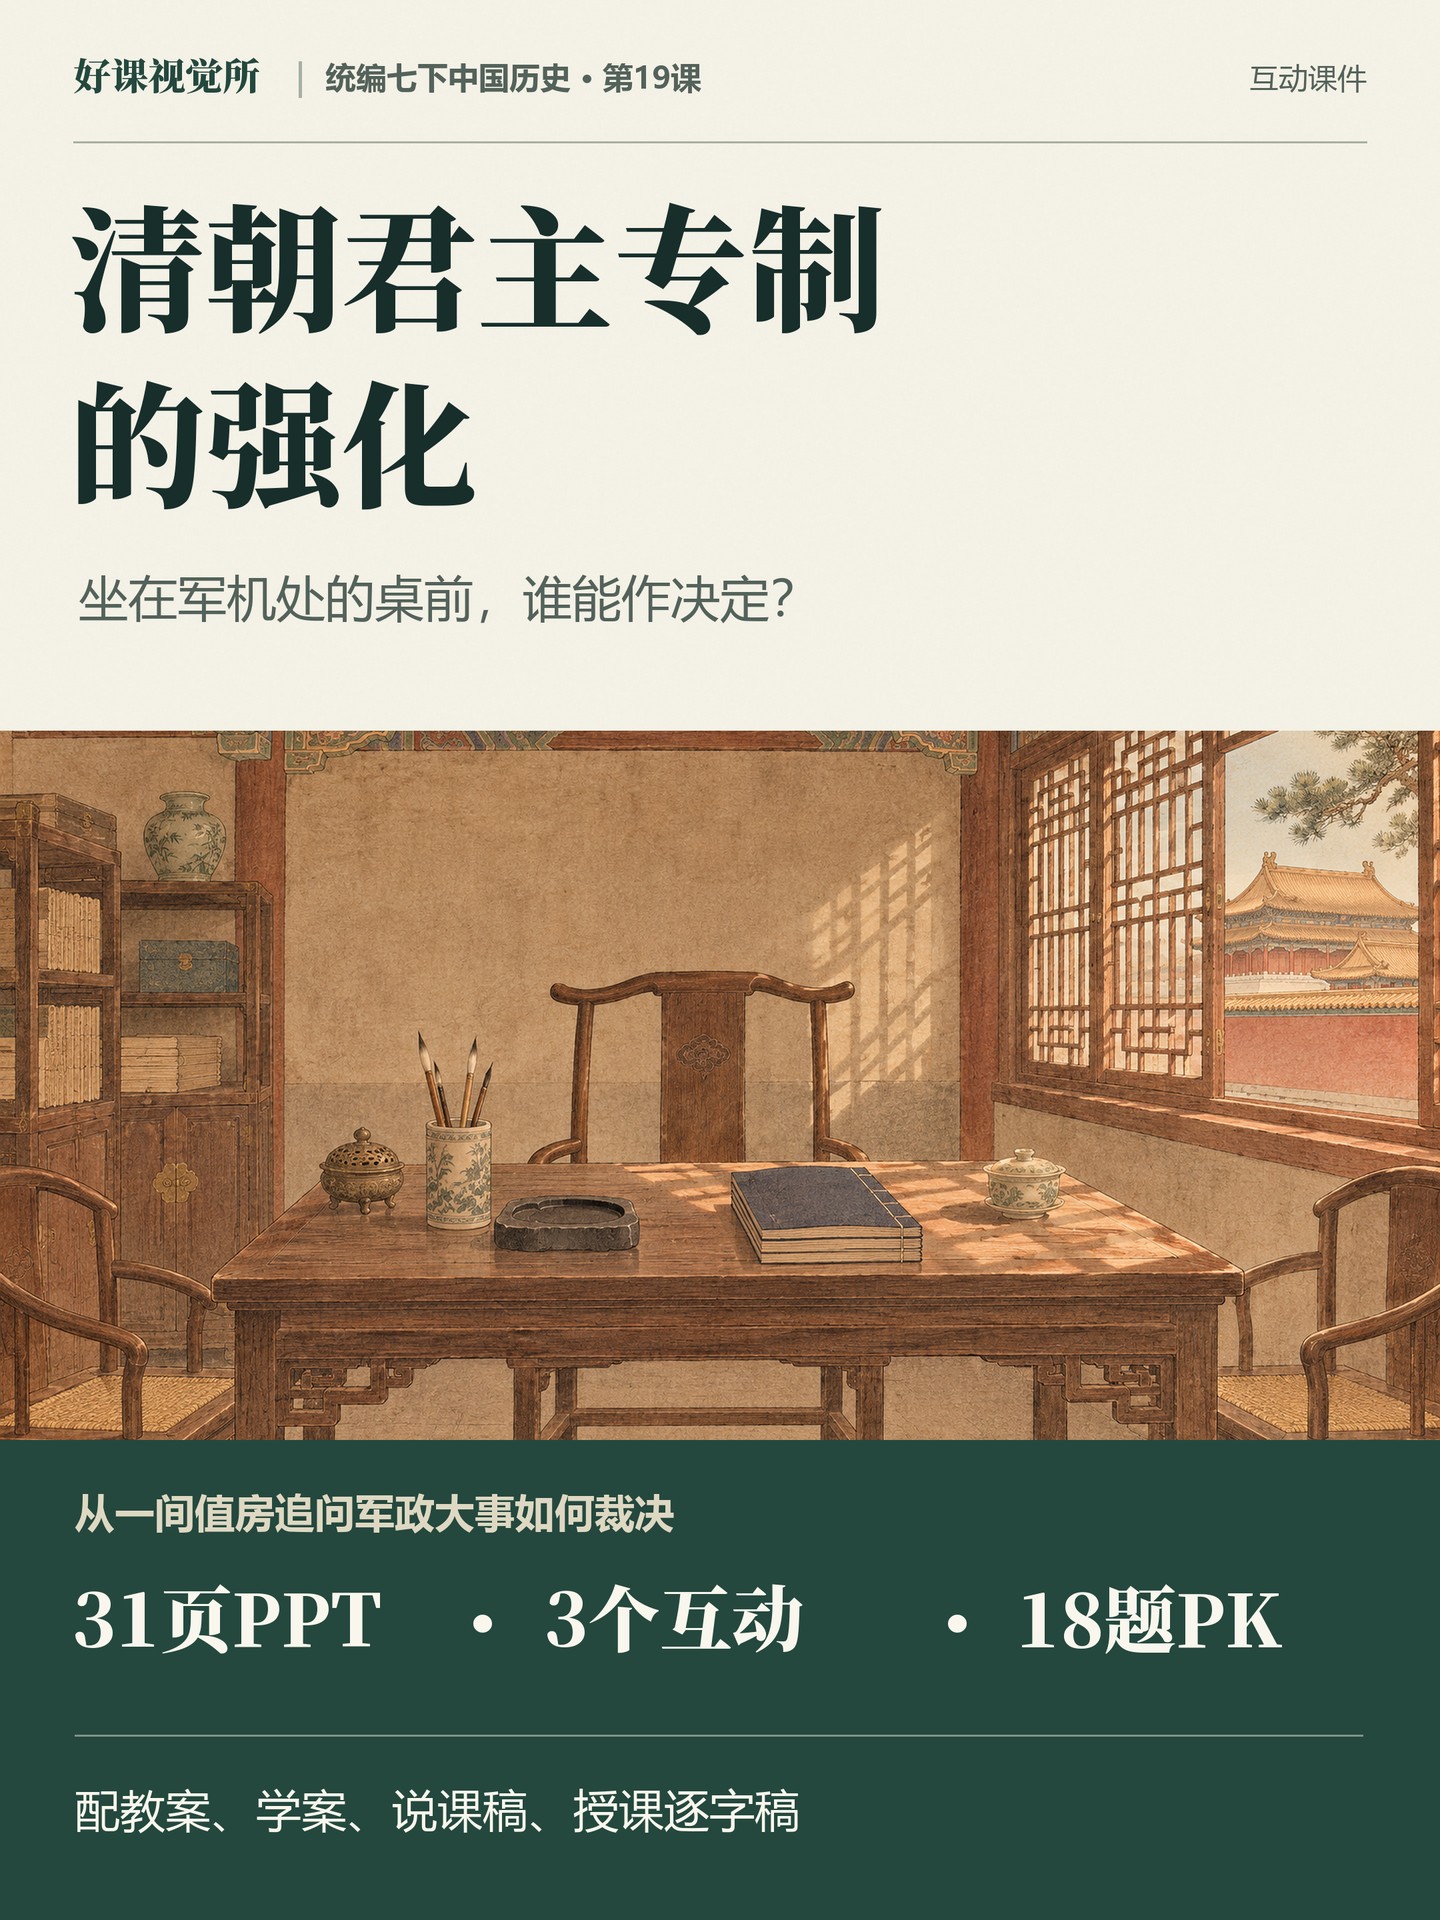 好课视觉所 | 统编七下中国历史·第19课
互动课件
清朝君主专制
的强化
坐在军机处的桌前，谁能作决定？
从一间值房追问军政大事如何裁决
31页PPT · 3个互动 · 18题PK
配教案、学案、说课稿、授课逐字稿